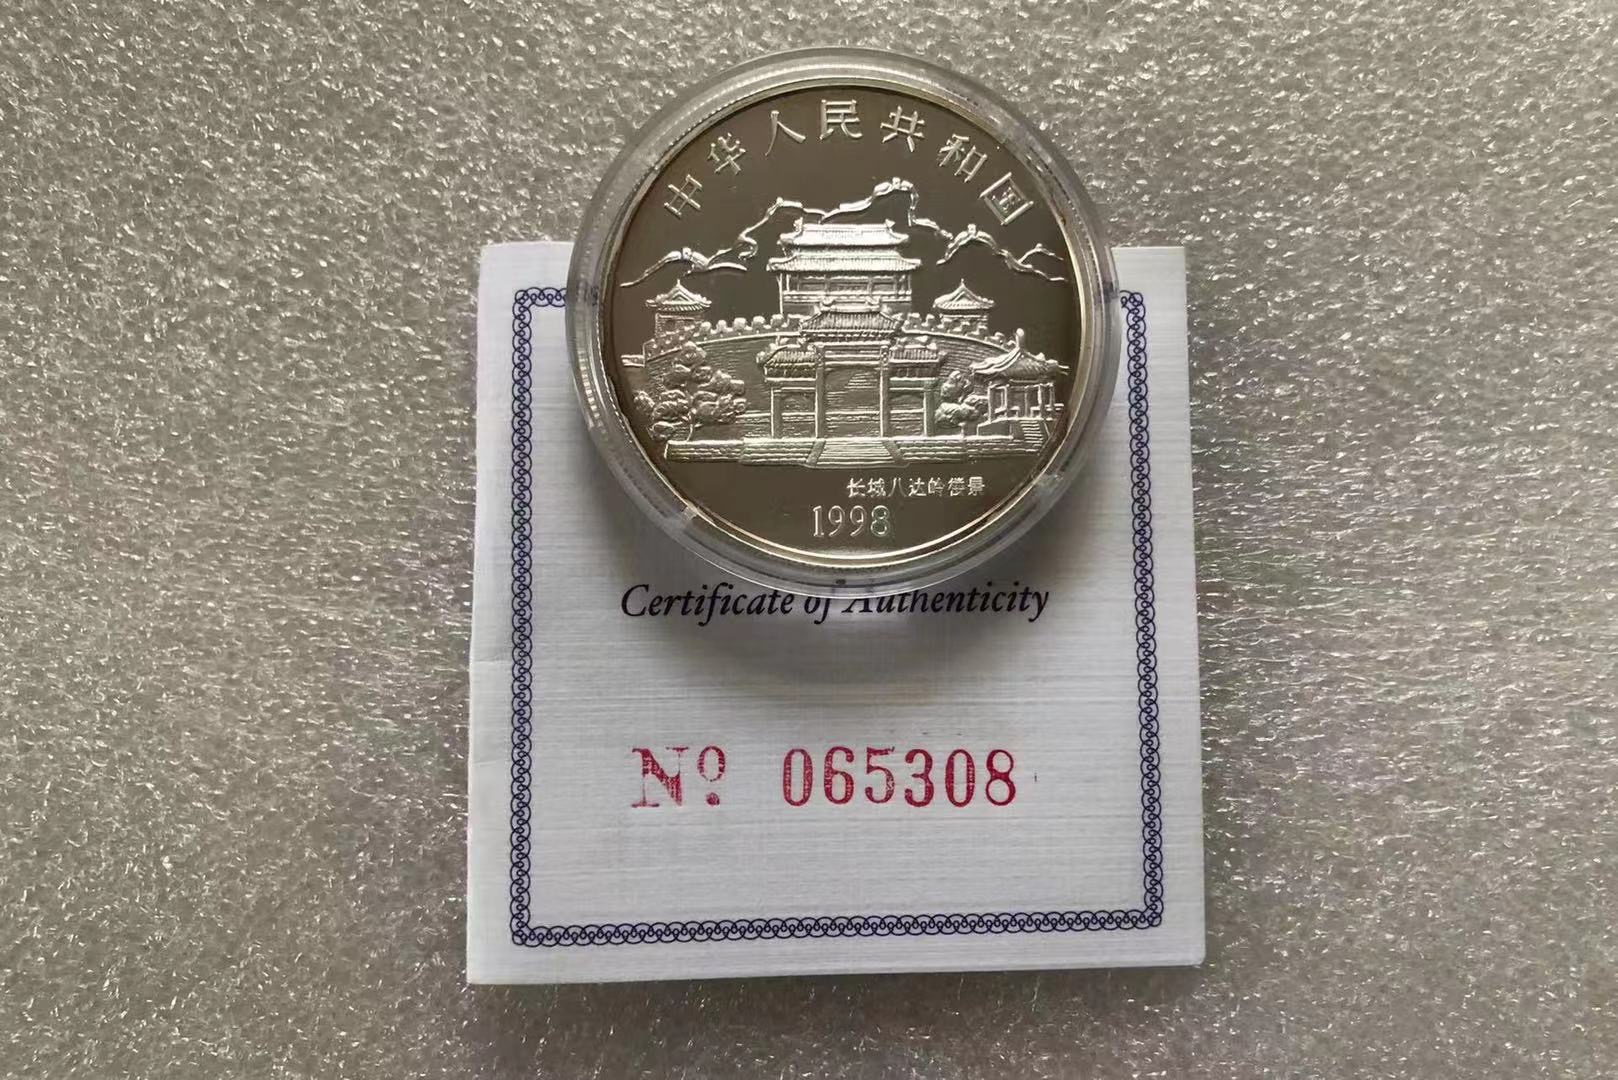 中华人民共和国
长城八达岭楼景
1998
Certificate of Authenticity
Nº 065308